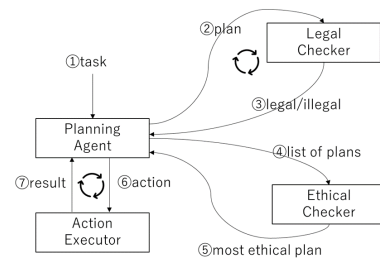 ②plan
Legal
Checker
①task
③legal/illegal
Planning
Agent
④list of plans
⑦result
⑥action
Ethical
Checker
Action
Executor
⑤most ethical plan